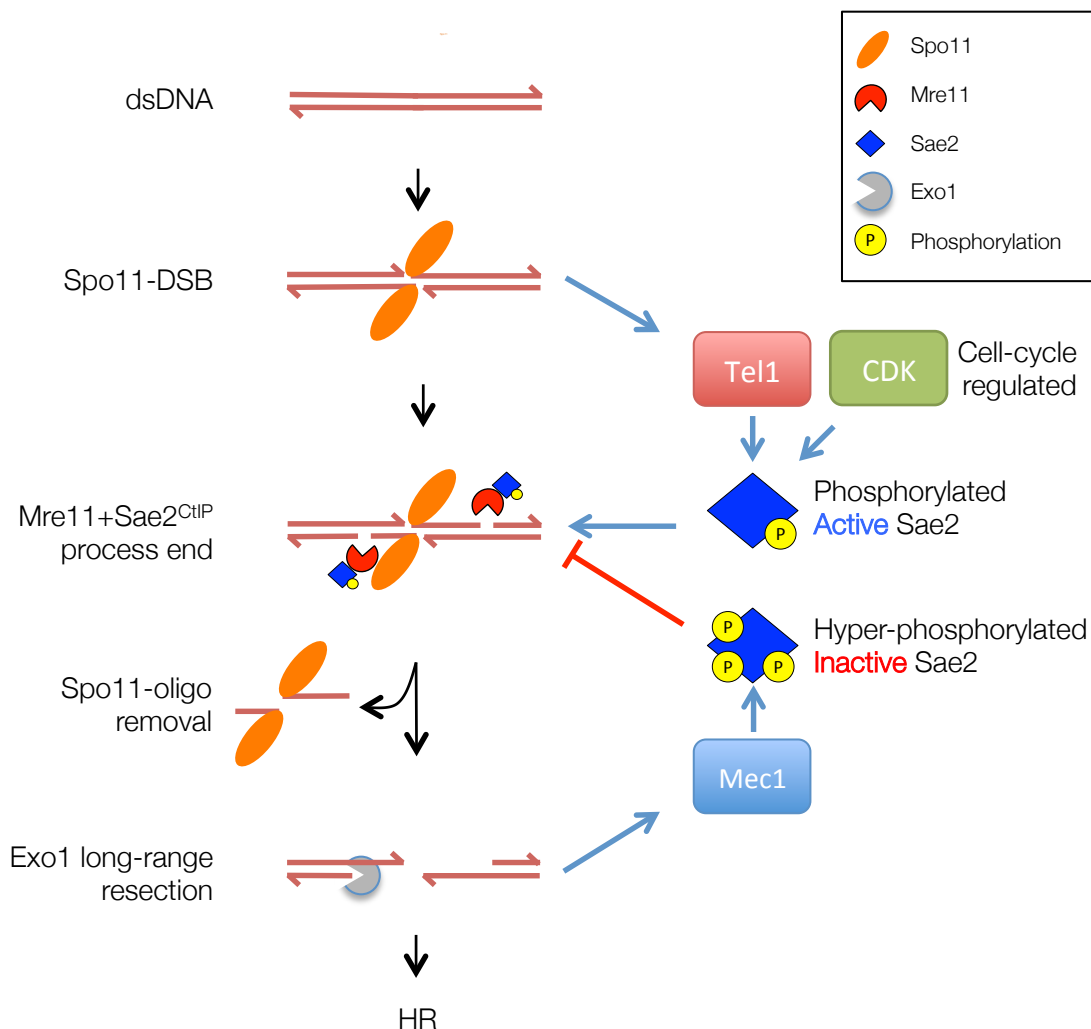 Spo11
Mre11
Sae2
Exo1
P
Phosphorylation
dsDNA
Spo11-DSB
Tel1
CDK
Cell-cycle
regulated
Mre11+Sae2CtIP
process end
Phosphorylated
Active Sae2
P
Hyper-phosphorylated
Inactive Sae2
P
P
P
Spo11-oligo
removal
Mec1
Exo1 long-range
resection
HR